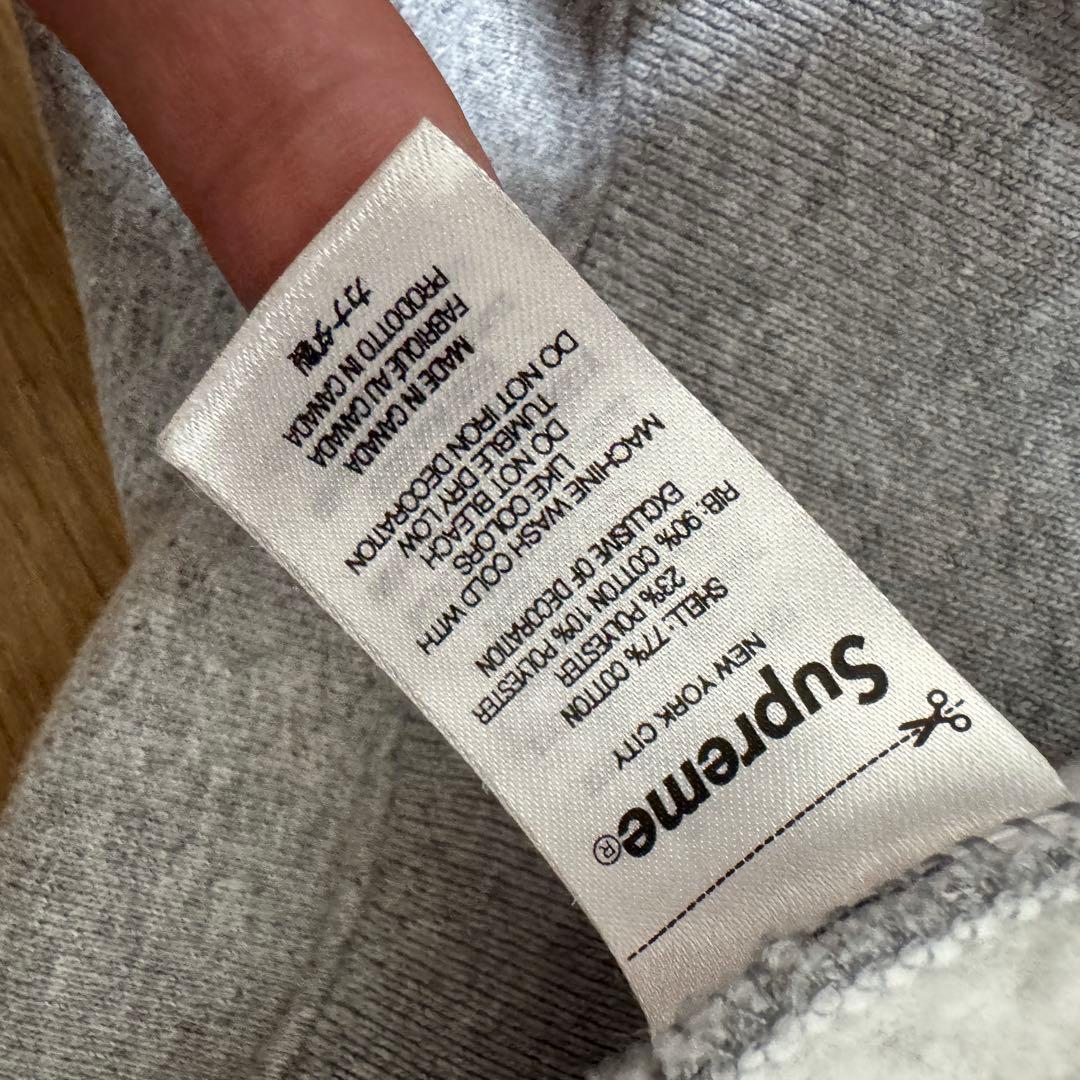 Supreme®
NEW YORK CITY
SHELL: 77% COTTON
23% POLYESTER
RIB: 90% COTTON 10% POLYESTER
EXCLUSIVE OF DECORATION
MACHINE WASH COLD WITH
LIKE COLORS
DO NOT BLEACH
TUMBLE DRY LOW
DO NOT IRON DECORATION
MADE IN CANADA
FABRIQUÉ AU CANADA
PRODOTTO IN CANADA
カナダ製